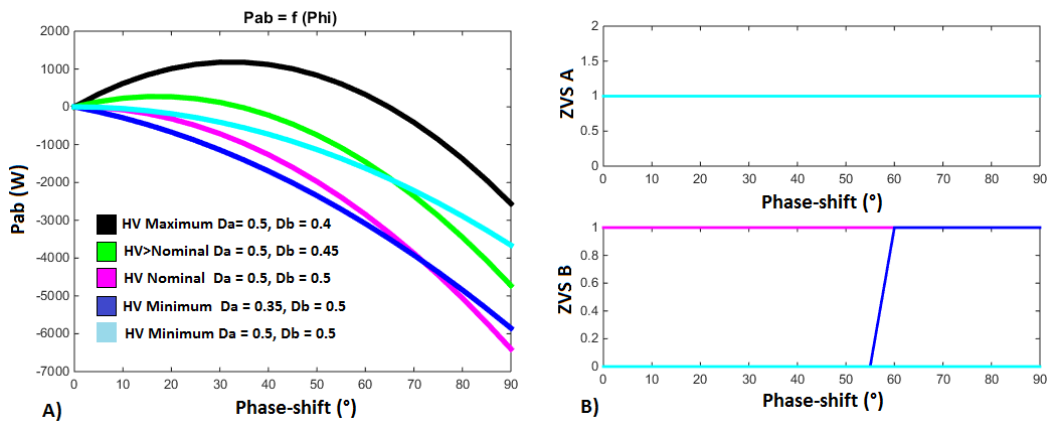 Pab = f (Phi)
2000
1000
0
-1000
-2000
-3000
-4000
-5000
-6000
-7000
Pab (W)
HV Maximum Da= 0.5, Db = 0.4
HV>Nominal Da = 0.5, Db = 0.45
HV Nominal Da = 0.5, Db = 0.5
HV Minimum Da = 0.35, Db = 0.5
HV Minimum Da = 0.5, Db = 0.5
0 10 20 30 40 50 60 70 80 90
A) Phase-shift (°)
2
1.5
1
0.5
0
ZVS A
0 10 20 30 40 50 60 70 80 90
Phase-shift (°)
1
0.8
0.6
0.4
0.2
0
ZVS B
0 10 20 30 40 50 60 70 80 90
B) Phase-shift (°)